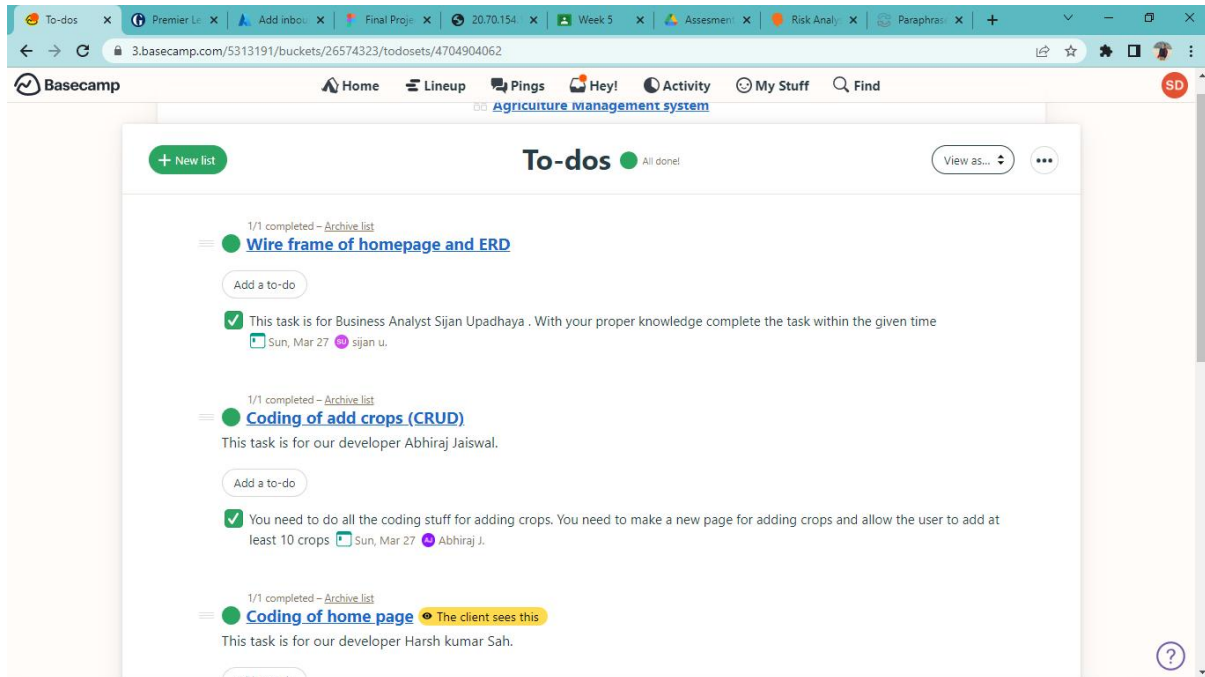 To-dos
Premier Le
Add inbou
Final Proje
20.70.154.
Week 5
Assesment
Risk Analy
Paraphras
3.basecamp.com/5313191/buckets/26574323/todosets/4704904062
Basecamp
Home
Lineup
Pings
Hey!
Activity
My Stuff
Find
SD
Agriculture Management system
+ New list
To-dos
All done!
View as...
1/1 completed – Archive list
Wire frame of homepage and ERD
Add a to-do
This task is for Business Analyst Sijan Upadhaya . With your proper knowledge complete the task within the given time
Sun, Mar 27 SU sijan u.
1/1 completed – Archive list
Coding of add crops (CRUD)
This task is for our developer Abhiraj Jaiswal.
Add a to-do
You need to do all the coding stuff for adding crops. You need to make a new page for adding crops and allow the user to add at
least 10 crops Sun, Mar 27 AJ Abhiraj J.
1/1 completed – Archive list
Coding of home page The client sees this
This task is for our developer Harsh kumar Sah.
?